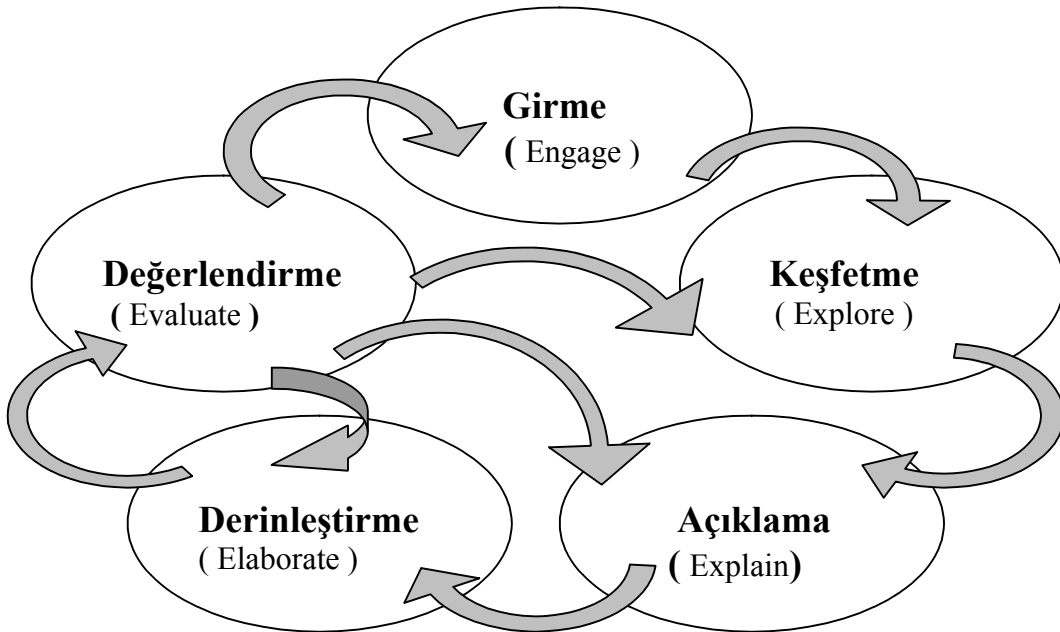 Girme
( Engage )
Değerlendirme
( Evaluate )
Keşfetme
( Explore )
Derinleştirme
( Elaborate )
Açıklama
( Explain)